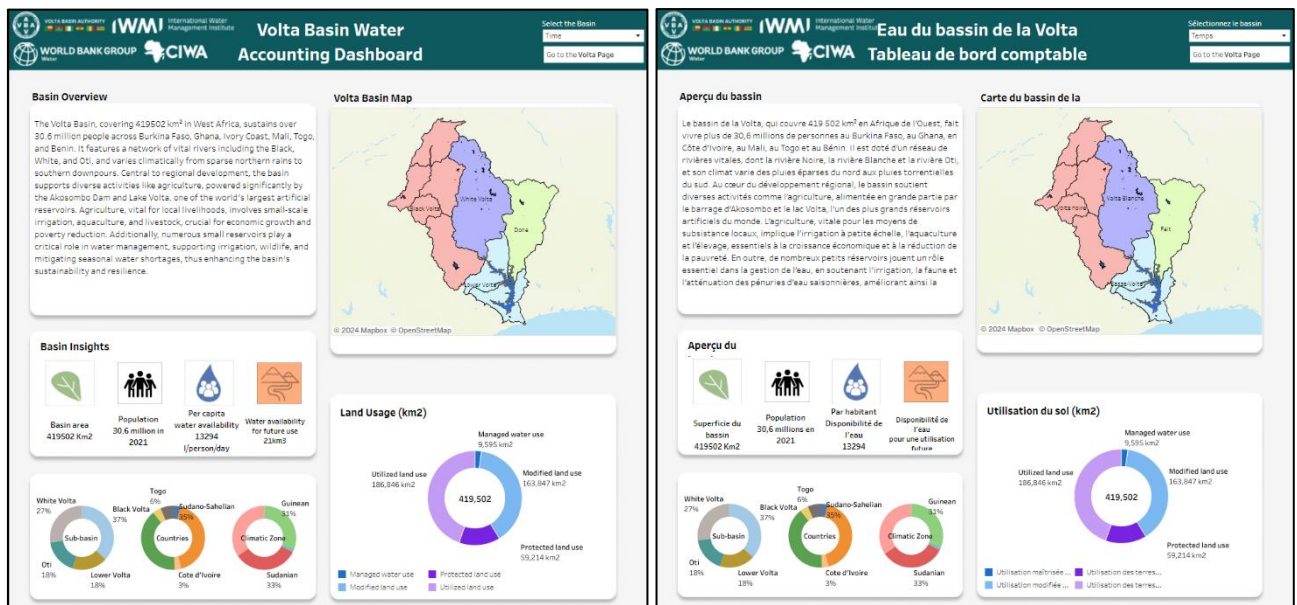 VOLTA BASIN AUTHORITY
IWMI
International Water
Management Institute
WORLD BANK GROUP
Water
CIWA
Volta Basin Water
Accounting Dashboard
Select the Basin
Time
Go to the Volta Page
Basin Overview
The Volta Basin, covering 419502 km² in West Africa, sustains over
30.6 million people across Burkina Faso, Ghana, Ivory Coast, Mali, Togo,
and Benin. It features a network of vital rivers including the Black,
White, and Oti, and varies climatically from sparse northern rains to
southern downpours. Central to regional development, the basin
supports diverse activities like agriculture, powered significantly by
the Akosombo Dam and Lake Volta, one of the world's largest artificial
reservoirs. Agriculture, vital for local livelihoods, involves small-scale
irrigation, aquaculture, and livestock, crucial for economic growth and
poverty reduction. Additionally, numerous small reservoirs play a
critical role in water management, supporting irrigation, wildlife, and
mitigating seasonal water shortages, thus enhancing the basin's
sustainability and resilience.
Volta Basin Map
Black Volta
White Volta
Done
Lower Volta
© 2024 Mapbox © OpenStreetMap
Basin Insights
Basin area
419502 Km2
Population
30.6 million in
2021
Per capita
water availability
13294
l/person/day
Water availability
for future use
21km3
White Volta
27%
Black Volta
37%
Sub-basin
Oti
18%
Lower Volta
18%
Togo
6%
Sudano-Sahelian
35%
Countries
Cote d'Ivoire
3%
Guinean
31%
Climatic Zone
Sudanian
33%
Land Usage (km2)
Managed water use
9,595 km2
Utilized land use
186,846 km2
Modified land use
163,847 km2
419,502
Protected land use
59,214 km2
Managed water use
Protected land use
Modified land use
Utilized land use
VOLTA BASIN AUTHORITY
IWMI
International Water
Management Institute
WORLD BANK GROUP
Water
CIWA
Eau du bassin de la Volta
Tableau de bord comptable
Sélectionnez le bassin
Temps
Go to the Volta Page
Aperçu du bassin
Le bassin de la Volta, qui couvre 419 502 km² en Afrique de l'Ouest, fait
vivre plus de 30,6 millions de personnes au Burkina Faso, au Ghana, en
Côte d'Ivoire, au Mali, au Togo et au Bénin. Il est doté d'un réseau de
rivières vitales, dont la rivière Noire, la rivière Blanche et la rivière Oti,
et son climat varie des pluies éparses du nord aux pluies torrentielles
du sud. Au cœur du développement régional, le bassin soutient
diverses activités comme l'agriculture, alimentée en grande partie par
le barrage d'Akosombo et le lac Volta, l'un des plus grands réservoirs
artificiels du monde. L'agriculture, vitale pour les moyens de
subsistance locaux, implique l'irrigation à petite échelle, l'aquaculture
et l'élevage, essentiels à la croissance économique et à la réduction de
la pauvreté. En outre, de nombreux petits réservoirs jouent un rôle
essentiel dans la gestion de l'eau, en soutenant l'irrigation, la faune et
l'atténuation des pénuries d'eau saisonnières, améliorant ainsi la
Carte du bassin de la
Volta noire
Volta Blanche
Fait
Basse-Volta
© 2024 Mapbox © OpenStreetMap
Aperçu du
Superficie du
bassin
419502 Km2
Population
30,6 millions en
2021
Par habitant
Disponibilité de
l'eau
13294
Disponibilité de
l'eau
pour une utilisation
future
White Volta
27%
Black Volta
37%
Sub-basin
Oti
18%
Lower Volta
18%
Togo
6%
Sudano-Sahelian
35%
Countries
Cote d'Ivoire
3%
Guinean
31%
Climatic Zone
Sudanian
33%
Utilisation du sol (km2)
Managed water use
9,595 km2
Utilized land use
186,846 km2
Modified land use
163,847 km2
419,502
Protected land use
59,214 km2
Utilisation maîtrisée ...
Utilisation des terres...
Utilisation modifiée ...
Utilisation des terres...